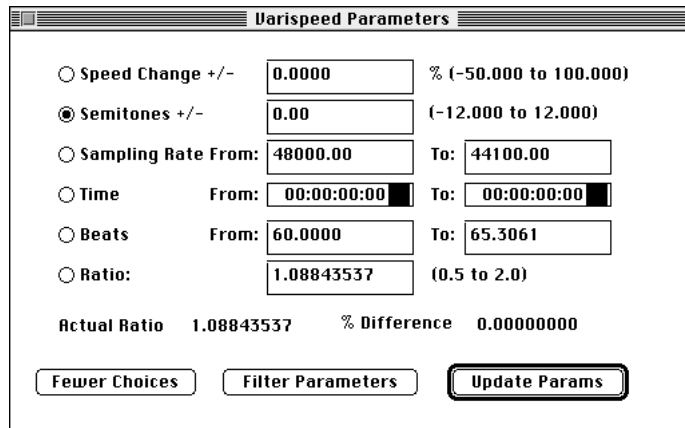 Varispeed Parameters
Speed Change +/- 0.0000 % (-50.000 to 100.000)
Semitones +/- 0.00 (-12.000 to 12.000)
Sampling Rate From: 48000.00 To: 44100.00
Time From: 00:00:00:00 To: 00:00:00:00
Beats From: 60.0000 To: 65.3061
Ratio: 1.08843537 (0.5 to 2.0)
Actual Ratio 1.08843537 % Difference 0.00000000
Fewer Choices Filter Parameters Update Params